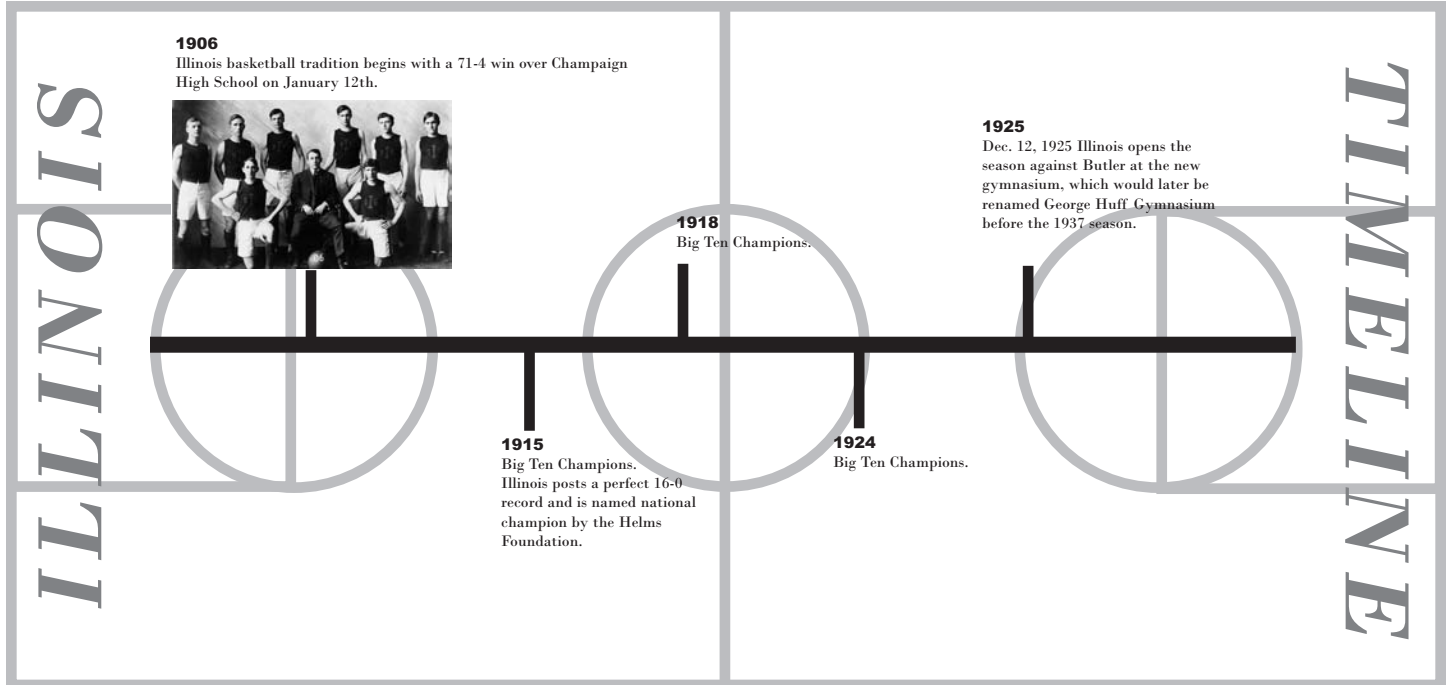 ILLINOIS
1906
Illinois basketball tradition begins with a 71-4 win over Champaign
High School on January 12th.
1915
Big Ten Champions.
Illinois posts a perfect 16-0
record and is named national
champion by the Helms
Foundation.
1918
Big Ten Champions.
1924
Big Ten Champions.
1925
Dec. 12, 1925 Illinois opens the
season against Butler at the new
gymnasium, which would later be
renamed George Huff Gymnasium
before the 1937 season.
TIMELINE